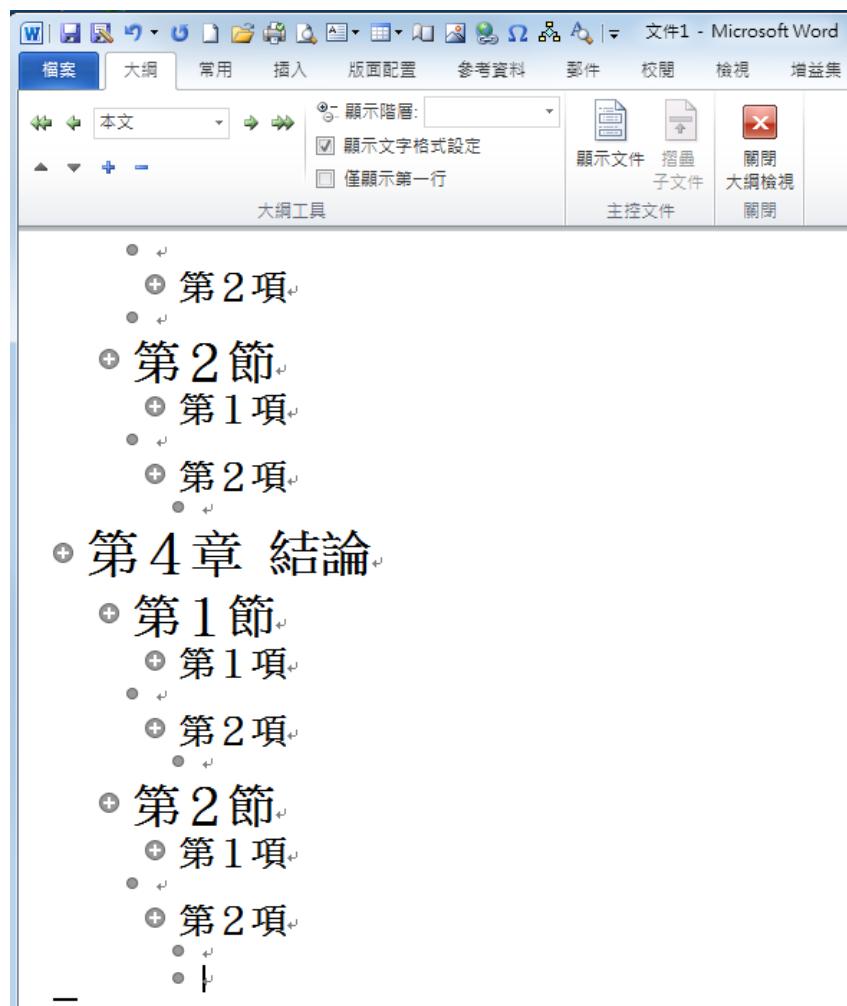 文件1 - Microsoft Word
檔案 大綱 常用 插入 版面配置 參考資料 郵件 校閱 檢視 增益集
本文 顯示階層:
顯示文字格式設定
僅顯示第一行
顯示文件 摺疊子文件 關閉大綱檢視
大綱工具 主控文件 關閉
第2項
第2節
第1項
第2項
第4章 結論
第1節
第1項
第2項
第2節
第1項
第2項